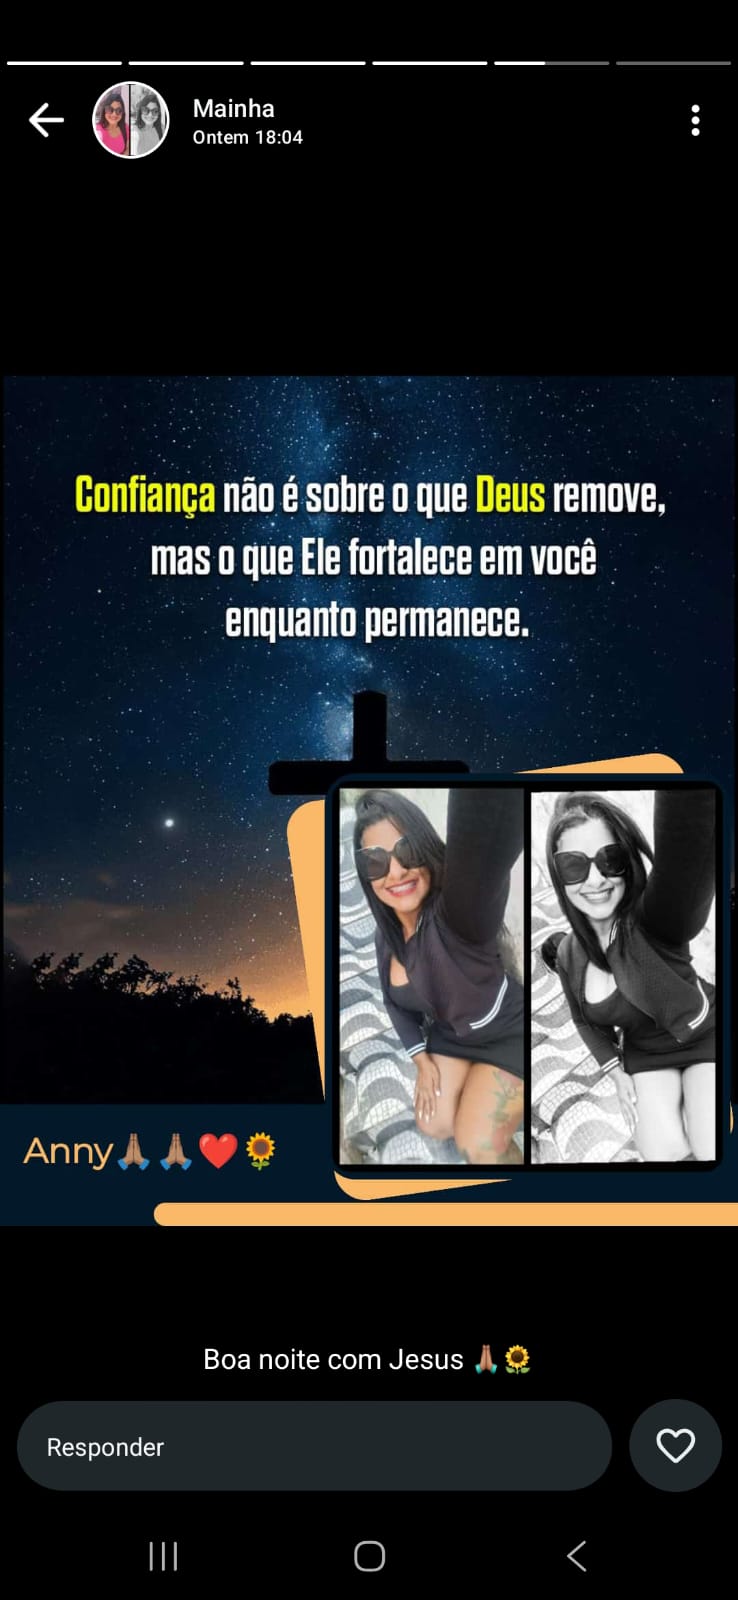 Mainha
Ontem 18:04
Confiança não é sobre o que Deus remove,
mas o que Ele fortalece em você
enquanto permanece.
Anny🙏🏽🙏🏽❤️🌻
Boa noite com Jesus 🙏🏽🌻
Responder